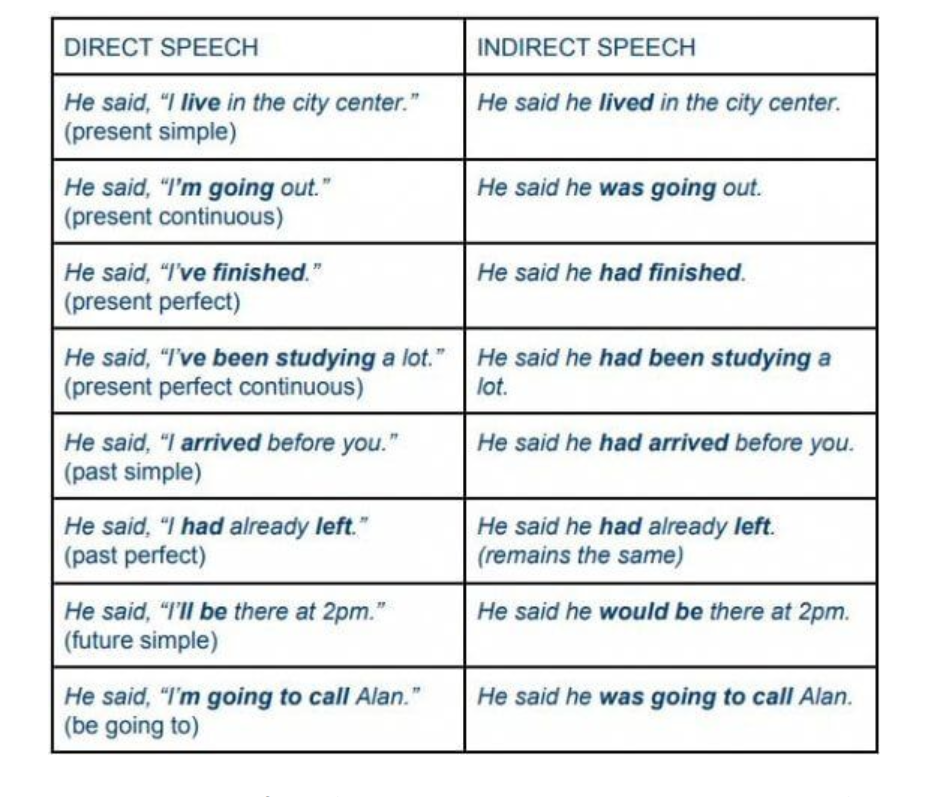 DIRECT SPEECH
INDIRECT SPEECH
He said, “I live in the city center.”
(present simple)
He said he lived in the city center.
He said, “I’m going out.”
(present continuous)
He said he was going out.
He said, “I’ve finished.”
(present perfect)
He said he had finished.
He said, “I’ve been studying a lot.”
(present perfect continuous)
He said he had been studying a
lot.
He said, “I arrived before you.”
(past simple)
He said he had arrived before you.
He said, “I had already left.”
(past perfect)
He said he had already left.
(remains the same)
He said, “I’ll be there at 2pm.”
(future simple)
He said he would be there at 2pm.
He said, “I’m going to call Alan.”
(be going to)
He said he was going to call Alan.